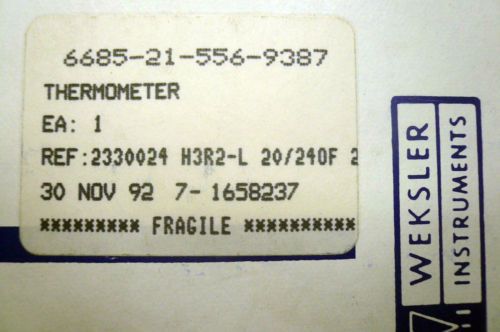 6685-21-556-9387
THERMOMETER
EA: 1
REF:2330024 H3R2-L 20/240F 2
30 NOV 92 7-1658237
********* FRAGILE **********
WEKSLER
INSTRUMENTS